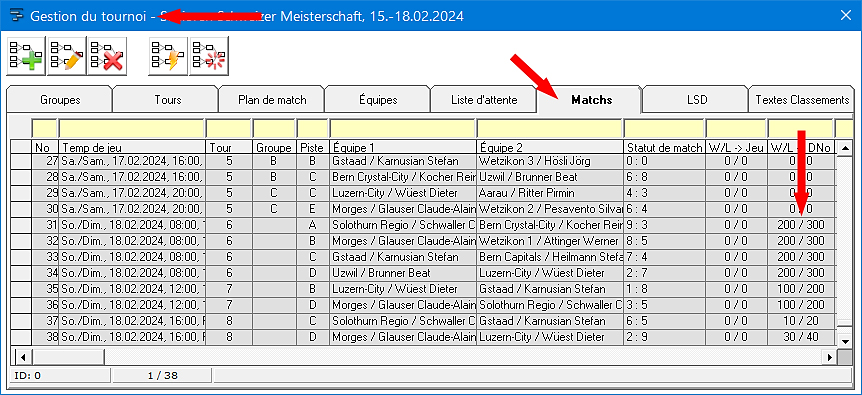 Gestion du tournoi - Schweizer Meisterschaft, 15.-18.02.2024
Groupes Tours Plan de match Équipes Liste d'attente Matchs LSD Textes Classements
No Temp de jeu Tour Groupe Piste Équipe 1 Équipe 2 Statut de match W/L -> Jeu W/L DNo
27 Sa./Sam., 17.02.2024, 16:00, 5 B B Gstaad / Karnusian Stefan Wetzikon 3 / Hösli Jörg 0 : 0 0 / 0 0 / 0
28 Sa./Sam., 17.02.2024, 16:00, 5 B C Bern Crystal-City / Kocher Rein Uzwil / Brunner Beat 6 : 8 0 / 0 0 / 0
29 Sa./Sam., 17.02.2024, 20:00, 5 C C Luzern-City / Wüest Dieter Aarau / Ritter Pirmin 4 : 3 0 / 0 0 / 0
30 Sa./Sam., 17.02.2024, 20:00, 5 C E Morges / Glauser Claude-Alain Wetzikon 2 / Pesavento Silvar 6 : 4 0 / 0 0 / 0
31 So./Dim., 18.02.2024, 08:00, T 6 A Solothurn Regio / Schwaller C Bern Crystal-City / Kocher Rein 9 : 3 0 / 0 200 / 300
32 So./Dim., 18.02.2024, 08:00, T 6 B Morges / Glauser Claude-Alain Wetzikon 1 / Attinger Werner 8 : 5 0 / 0 200 / 300
33 So./Dim., 18.02.2024, 08:00, T 6 C Gstaad / Karnusian Stefan Bern Capitals / Heilmann Stefa 7 : 4 0 / 0 200 / 300
34 So./Dim., 18.02.2024, 08:00, T 6 D Uzwil / Brunner Beat Luzern-City / Wüest Dieter 2 : 7 0 / 0 200 / 300
35 So./Dim., 18.02.2024, 12:00, T 7 B Luzern-City / Wüest Dieter Gstaad / Karnusian Stefan 1 : 8 0 / 0 100 / 200
36 So./Dim., 18.02.2024, 12:00, T 7 D Morges / Glauser Claude-Alain Solothurn Regio / Schwaller C 3 : 5 0 / 0 100 / 200
37 So./Dim., 18.02.2024, 16:00, F 8 C Solothurn Regio / Schwaller C Gstaad / Karnusian Stefan 6 : 5 0 / 0 10 / 20
38 So./Dim., 18.02.2024, 16:00, F 8 D Morges / Glauser Claude-Alain Luzern-City / Wüest Dieter 2 : 9 0 / 0 30 / 40
ID: 0 1 / 38